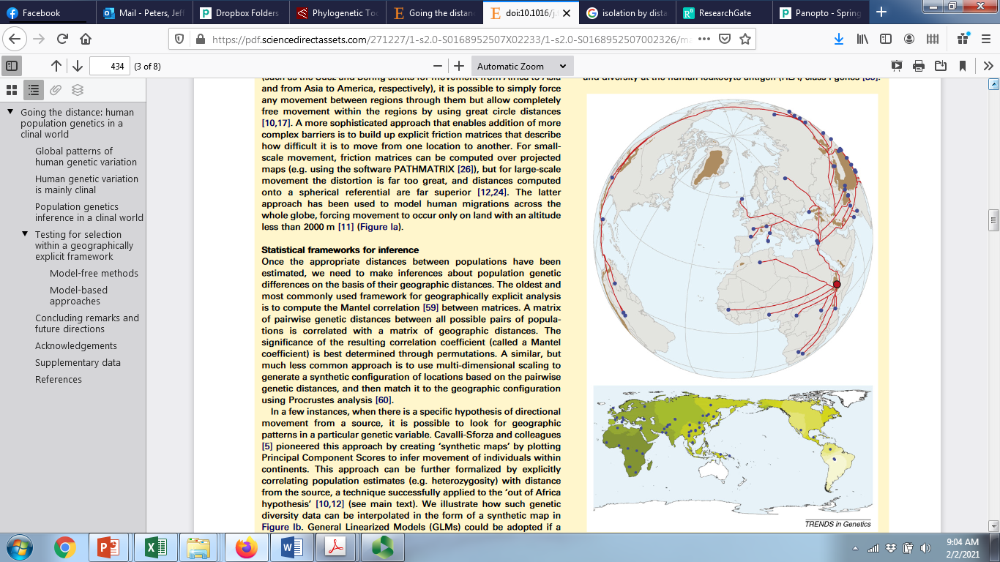 Facebook
Mail - Peters, Jeff
Dropbox Folders
Phylogenetic Too
Going the distan
doi:10.1016/j.
isolation by dista
ResearchGate
Panopto - Spring
https://pdf.sciencedirectassets.com/271227/1-s2.0-S0168952507X02233/1-s2.0-S0168952507002326/ma
434 (3 of 8)
Automatic Zoom
Going the distance: human
population genetics in a
clinal world
Global patterns of
human genetic variation
Human genetic variation
is mainly clinal
Population genetics
inference in a clinal world
Testing for selection
within a geographically
explicit framework
Model-free methods
Model-based
approaches
Concluding remarks and
future directions
Acknowledgements
Supplementary data
References
(such as the Suez and Bering straits for movement from Africa to Asia
and from Asia to America, respectively), it is possible to simply force
any movement between regions through them but allow completely
free movement within the regions by using great circle distances
[10,17]. A more sophisticated approach that enables addition of more
complex barriers is to build up explicit friction matrices that describe
how difficult it is to move from one location to another. For small-
scale movement, friction matrices can be computed over projected
maps (e.g. using the software PATHMATRIX [26]), but for large-scale
movement the distortion is far too great, and distances computed
onto a spherical referential are far superior [12,24]. The latter
approach has been used to model human migrations across the
whole globe, forcing movement to occur only on land with an altitude
less than 2000 m [11] (Figure Ia).
Statistical frameworks for inference
Once the appropriate distances between populations have been
estimated, we need to make inferences about population genetic
differences on the basis of their geographic distances. The oldest and
most commonly used framework for geographically explicit analysis
is to compute the Mantel correlation [59] between matrices. A matrix
of pairwise genetic distances between all possible pairs of popula-
tions is correlated with a matrix of geographic distances. The
significance of the resulting correlation coefficient (called a Mantel
coefficient) is best determined through permutations. A similar, but
much less common approach is to use multi-dimensional scaling to
generate a synthetic configuration of locations based on the pairwise
genetic distances, and then match it to the geographic configuration
using Procrustes analysis [60].
In a few instances, when there is a specific hypothesis of directional
movement from a source, it is possible to look for geographic
patterns in a particular genetic variable. Cavalli-Sforza and colleagues
[5] pioneered this approach by creating ‘synthetic maps’ by plotting
Principal Component Scores to infer movement of individuals within
continents. This approach can be further formalized by explicitly
correlating population estimates (e.g. heterozygosity) with distance
from the source, a technique successfully applied to the ‘out of Africa
hypothesis’ [10,12] (see main text). We illustrate how such genetic
diversity data can be interpolated in the form of a synthetic map in
Figure Ib. General Linearized Models (GLMs) could be adopted if a
and diversity at the human leukocyte antigen (HLA) class I genes
TRENDS in Genetics
9:04 AM
2/2/2021